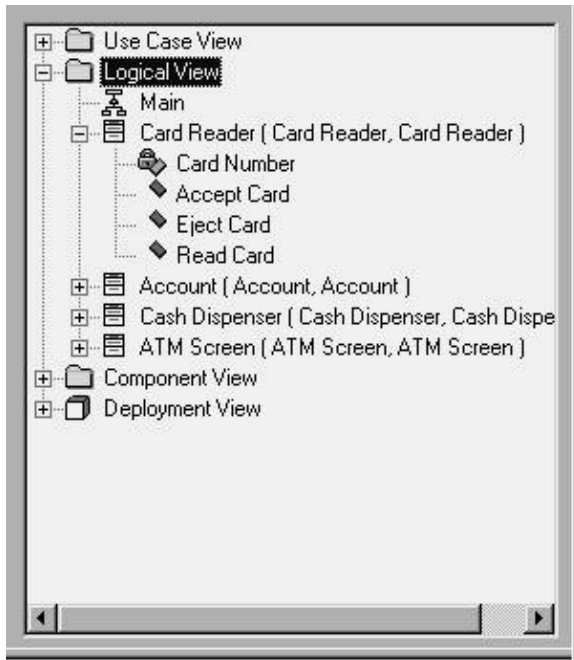 Use Case View
Logical View
Main
Card Reader ( Card Reader, Card Reader )
Card Number
Accept Card
Eject Card
Read Card
Account ( Account, Account )
Cash Dispenser ( Cash Dispenser, Cash Dispe
ATM Screen ( ATM Screen, ATM Screen )
Component View
Deployment View